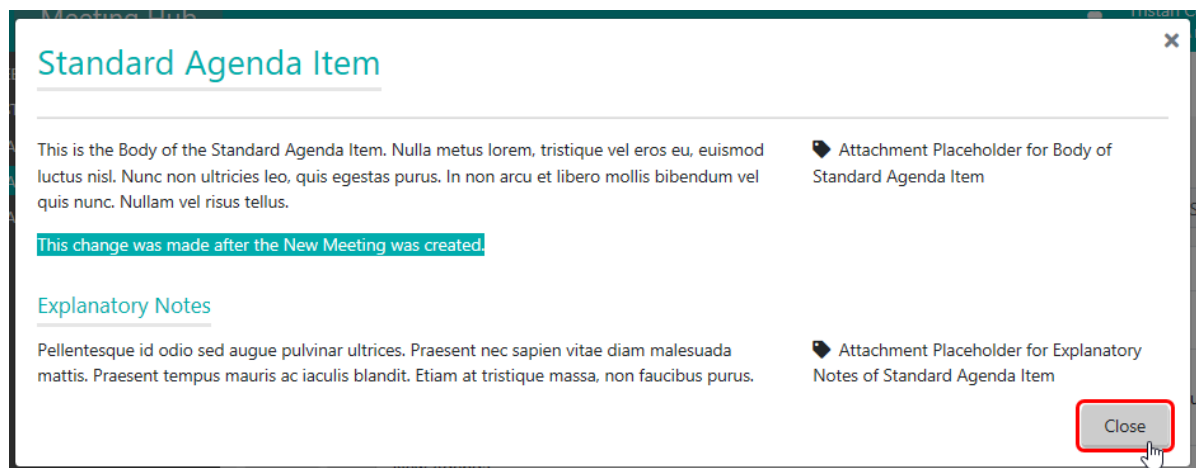 Meeting Hub
Tristan C
×
Standard Agenda Item
This is the Body of the Standard Agenda Item. Nulla metus lorem, tristique vel eros eu, euismod
luctus nisl. Nunc non ultricies leo, quis egestas purus. In non arcu et libero mollis bibendum vel
quis nunc. Nullam vel risus tellus.
Attachment Placeholder for Body of
Standard Agenda Item
This change was made after the New Meeting was created.
Explanatory Notes
Pellentesque id odio sed augue pulvinar ultrices. Praesent nec sapien vitae diam malesuada
mattis. Praesent tempus mauris ac iaculis blandit. Etiam at tristique massa, non faucibus purus.
Attachment Placeholder for Explanatory
Notes of Standard Agenda Item
Close